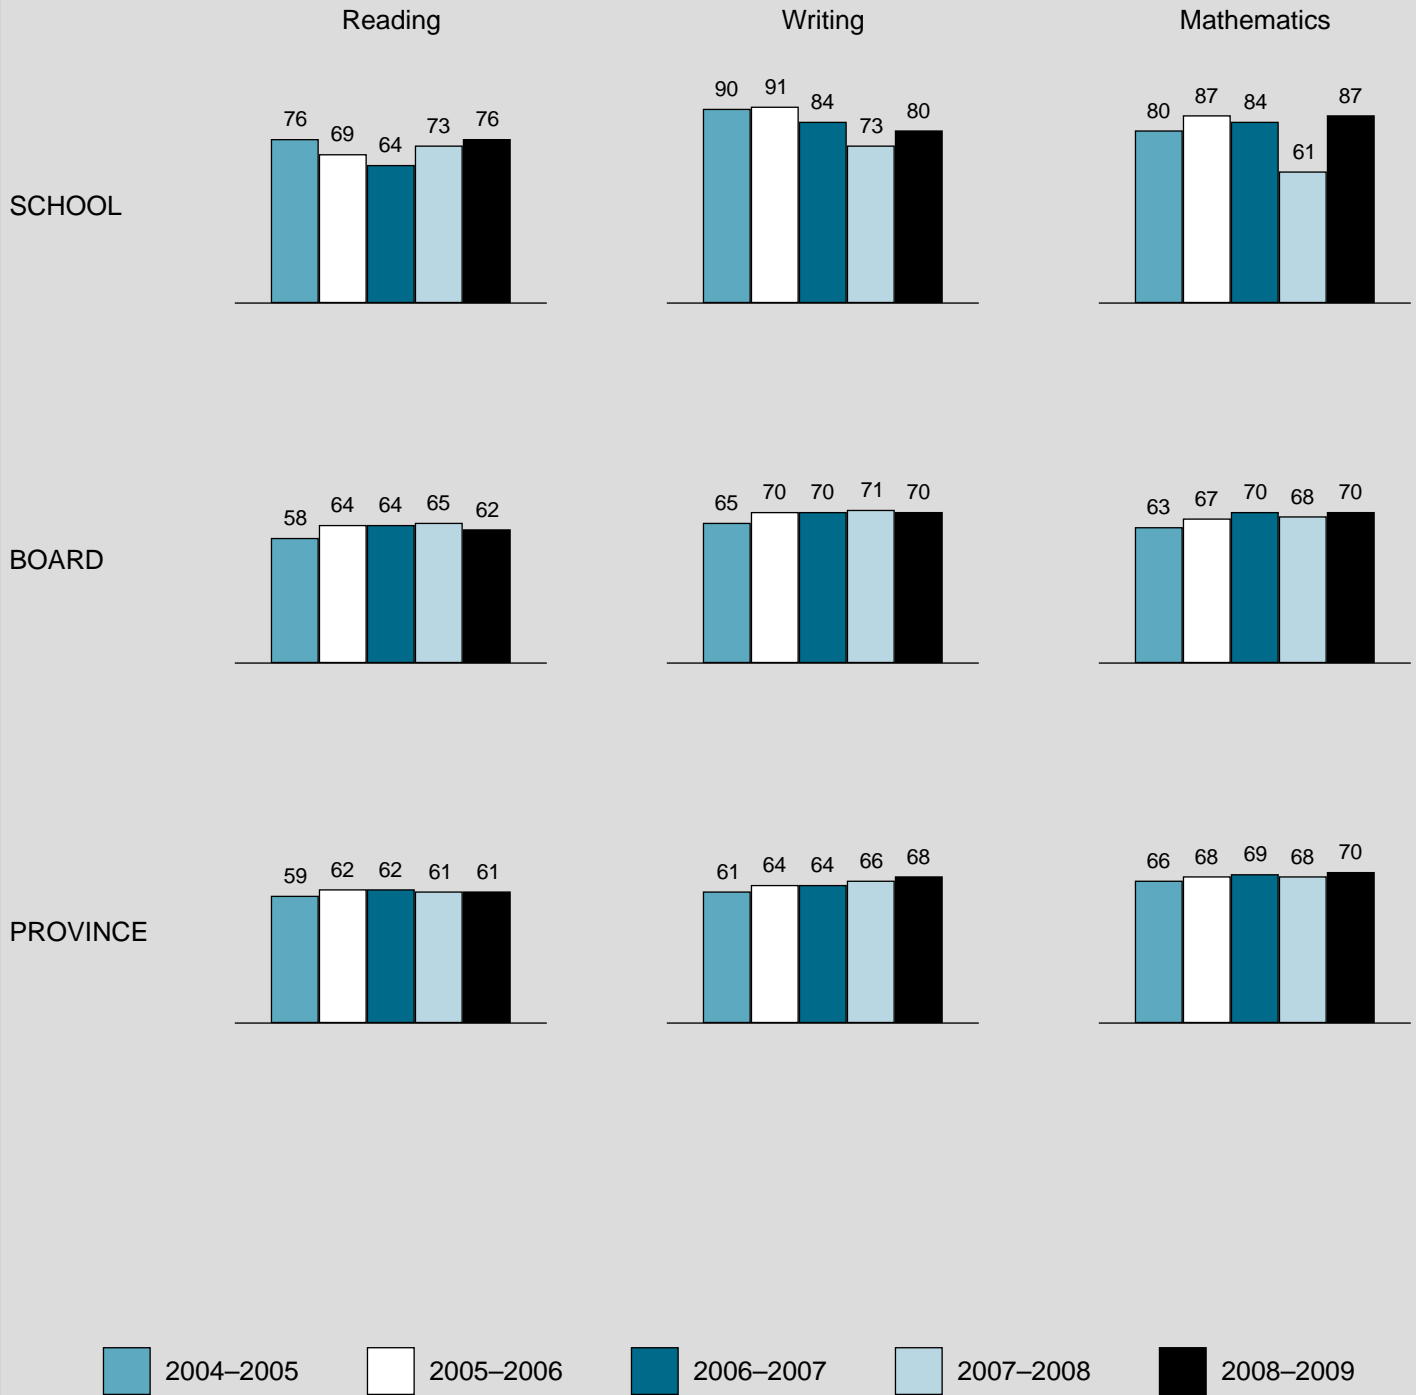 Reading Writing Mathematics
SCHOOL
76 69 64 73 76
90 91 84 73 80
80 87 84 61 87
BOARD
58 64 64 65 62
65 70 70 71 70
63 67 70 68 70
PROVINCE
59 62 62 61 61
61 64 64 66 68
66 68 69 68 70
2004–2005 2005–2006 2006–2007 2007–2008 2008–2009